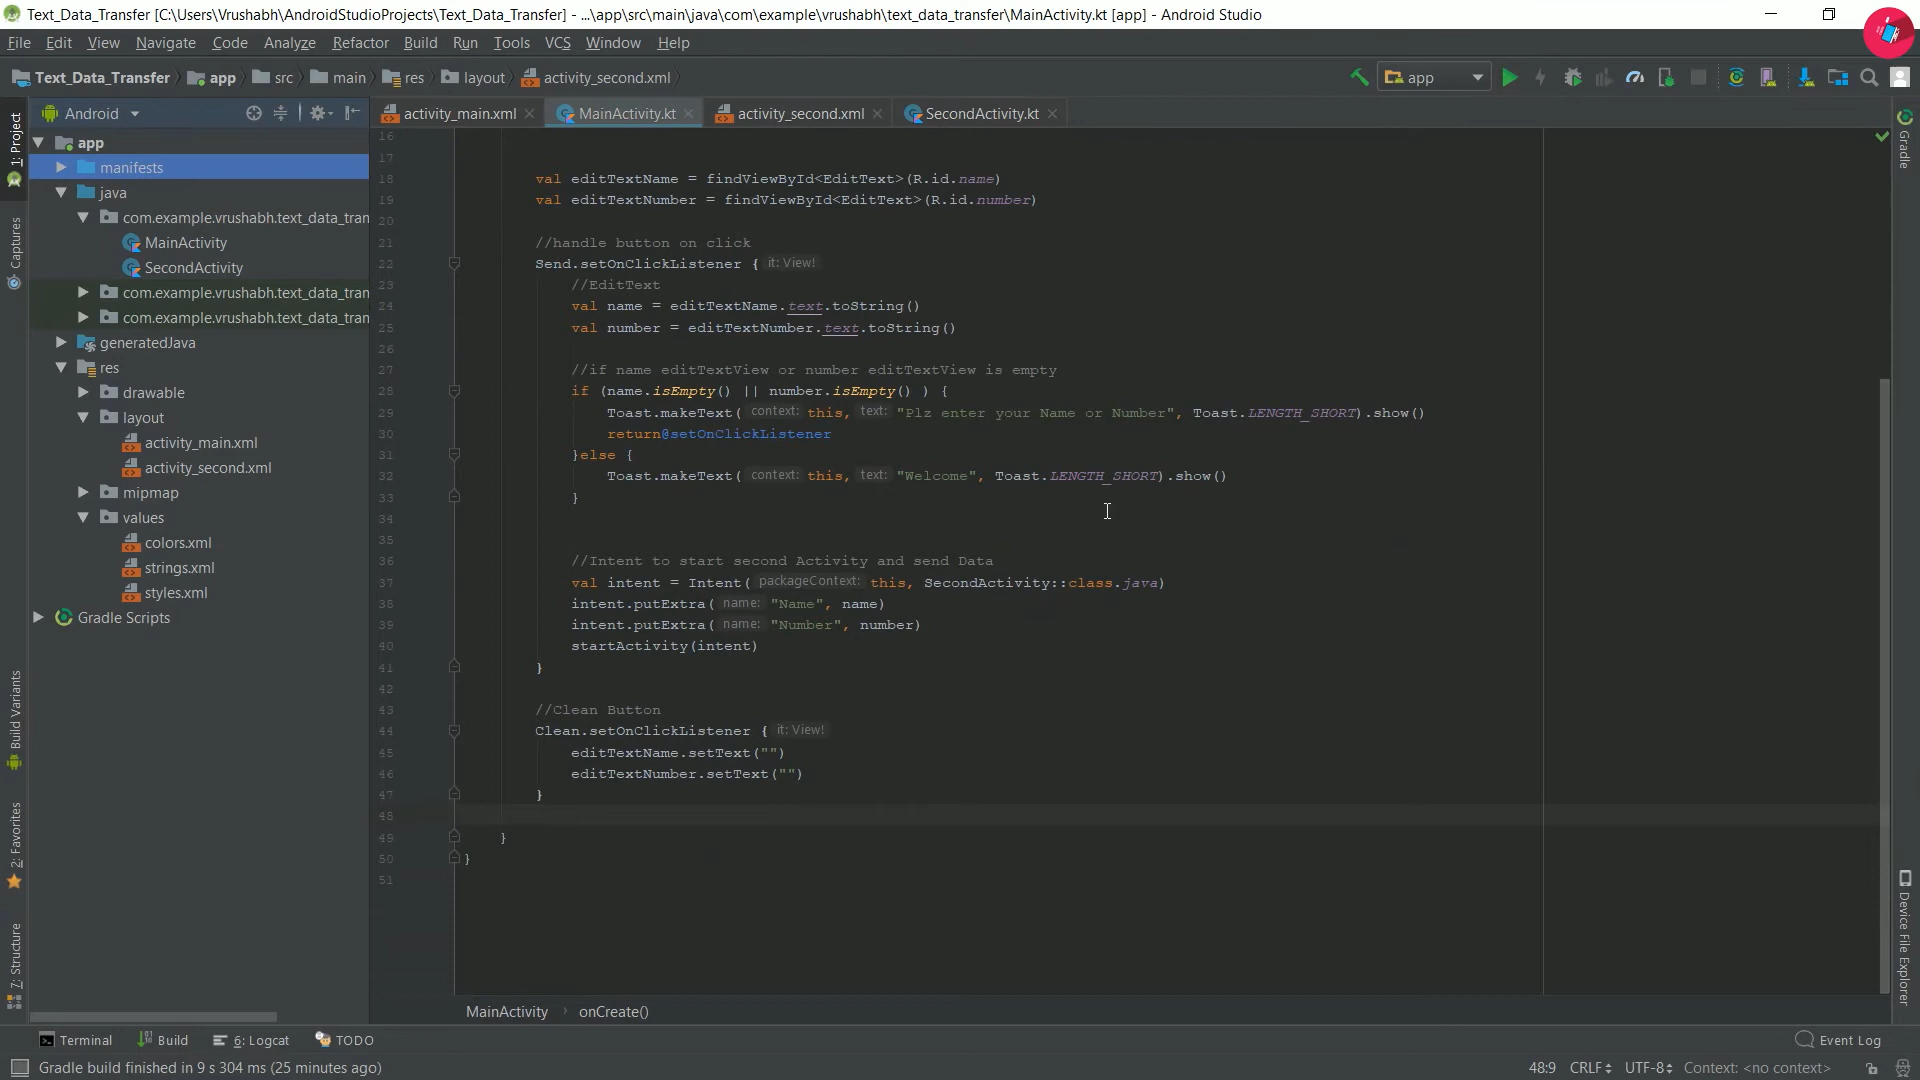 Text_Data_Transfer [C:\Users\Vrushabh\AndroidStudioProjects\Text_Data_Transfer] - ...\app\src\main\java\com\example\vrushabh\text_data_transfer\MainActivity.kt [app] - Android Studio
File Edit View Navigate Code Analyze Refactor Build Run Tools VCS Window Help
Text_Data_Transfer app src main res layout activity_second.xml app
Android activity_main.xml MainActivity.kt activity_second.xml SecondActivity.kt
1: Project
Captures
Build Variants
2: Favorites
7: Structure
app
manifests
java
com.example.vrushabh.text_data_tran
MainActivity
SecondActivity
com.example.vrushabh.text_data_tran
com.example.vrushabh.text_data_tran
generatedJava
res
drawable
layout
activity_main.xml
activity_second.xml
mipmap
values
colors.xml
strings.xml
styles.xml
Gradle Scripts
16
17
18 val editTextName = findViewById<EditText>(R.id.name)
19 val editTextNumber = findViewById<EditText>(R.id.number)
20
21 //handle button on click
22 Send.setOnClickListener { it: View!
23 //EditText
24 val name = editTextName.text.toString()
25 val number = editTextNumber.text.toString()
26
27 //if name editTextView or number editTextView is empty
28 if (name.isEmpty() || number.isEmpty() ) {
29 Toast.makeText( context: this, text: "Plz enter your Name or Number", Toast.LENGTH_SHORT).show()
30 return@setOnClickListener
31 }else {
32 Toast.makeText( context: this, text: "Welcome", Toast.LENGTH_SHORT).show()
33 }
34
35
36 //Intent to start second Activity and send Data
37 val intent = Intent( packageContext: this, SecondActivity::class.java)
38 intent.putExtra( name: "Name", name)
39 intent.putExtra( name: "Number", number)
40 startActivity(intent)
41 }
42
43 //Clean Button
44 Clean.setOnClickListener { it: View!
45 editTextName.setText("")
46 editTextNumber.setText("")
47 }
48
49 }
50 }
51
MainActivity › onCreate()
Gradle
Device File Explorer
Terminal Build 6: Logcat TODO Event Log
Gradle build finished in 9 s 304 ms (25 minutes ago) 48:9 CRLF UTF-8 Context: <no context>